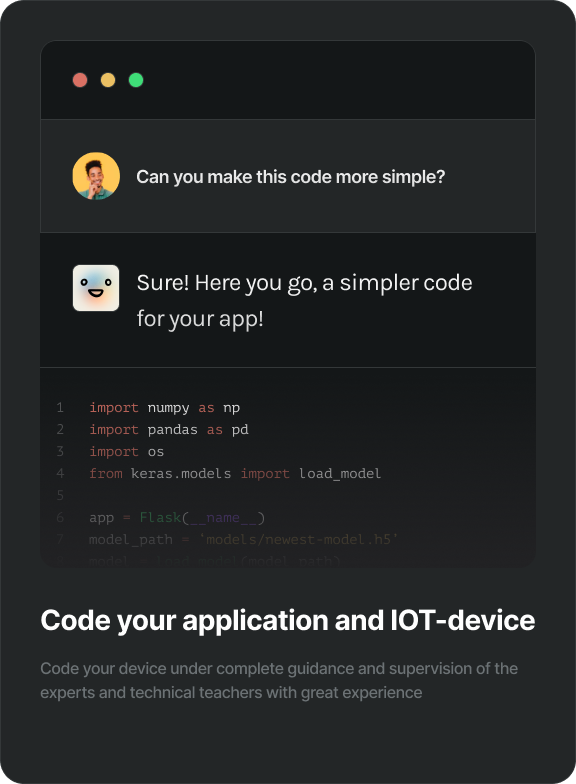 Can you make this code more simple?
Sure! Here you go, a simpler code
for your app!
1 import numpy as np
2 import pandas as pd
3 import os
4 from keras.models import load_model
5
6 app = Flask(__name__)
7 model_path = 'models/newest-model.h5'
model = load_model(model_path)
Code your application and IOT-device
Code your device under complete guidance and supervision of the
experts and technical teachers with great experience